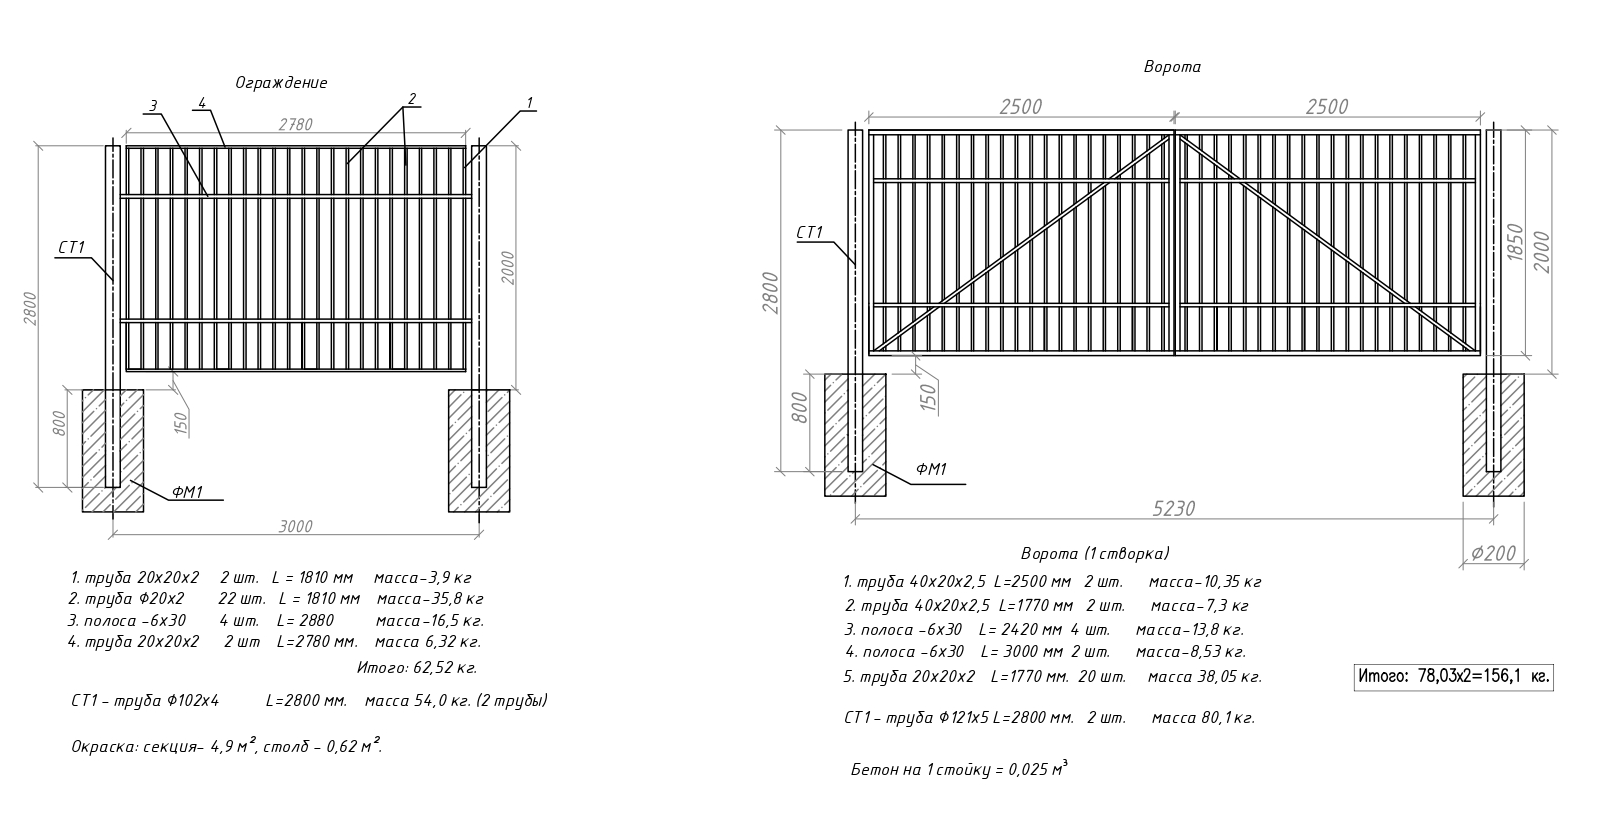 Ограждение
3
4
2
1
2780
СТ1
2800
2000
800
150
ФМ1
3000
1. труба 20х20х2 2 шт. L = 1810 мм масса-3,9 кг
2. труба Ф20х2 22 шт. L = 1810 мм масса-35,8 кг
3. полоса -6х30 4 шт. L = 2880 масса-16,5 кг.
4. труба 20х20х2 2 шт L=2780 мм. масса 6,32 кг.
Итого: 62,52 кг.
СТ1 - труба Ф102х4 L=2800 мм. масса 54,0 кг. (2 трубы)
Окраска: секция- 4,9 м², столб - 0,62 м².
Ворота
2500
2500
СТ1
2800
1850
2000
800
150
ФМ1
5230
Ф200
Ворота (1 створка)
1. труба 40х20х2,5 L=2500 мм 2 шт. масса-10,35 кг
2. труба 40х20х2,5 L=1770 мм 2 шт. масса-7,3 кг
3. полоса -6х30 L= 2420 мм 4 шт. масса-13,8 кг.
4. полоса -6х30 L= 3000 мм 2 шт. масса-8,53 кг.
5. труба 20х20х2 L=1770 мм. 20 шт. масса 38,05 кг.
Итого: 78,03х2=156,1 кг.
СТ1 - труба Ф121х5 L=2800 мм. 2 шт. масса 80,1 кг.
Бетон на 1 стойку = 0,025 м³